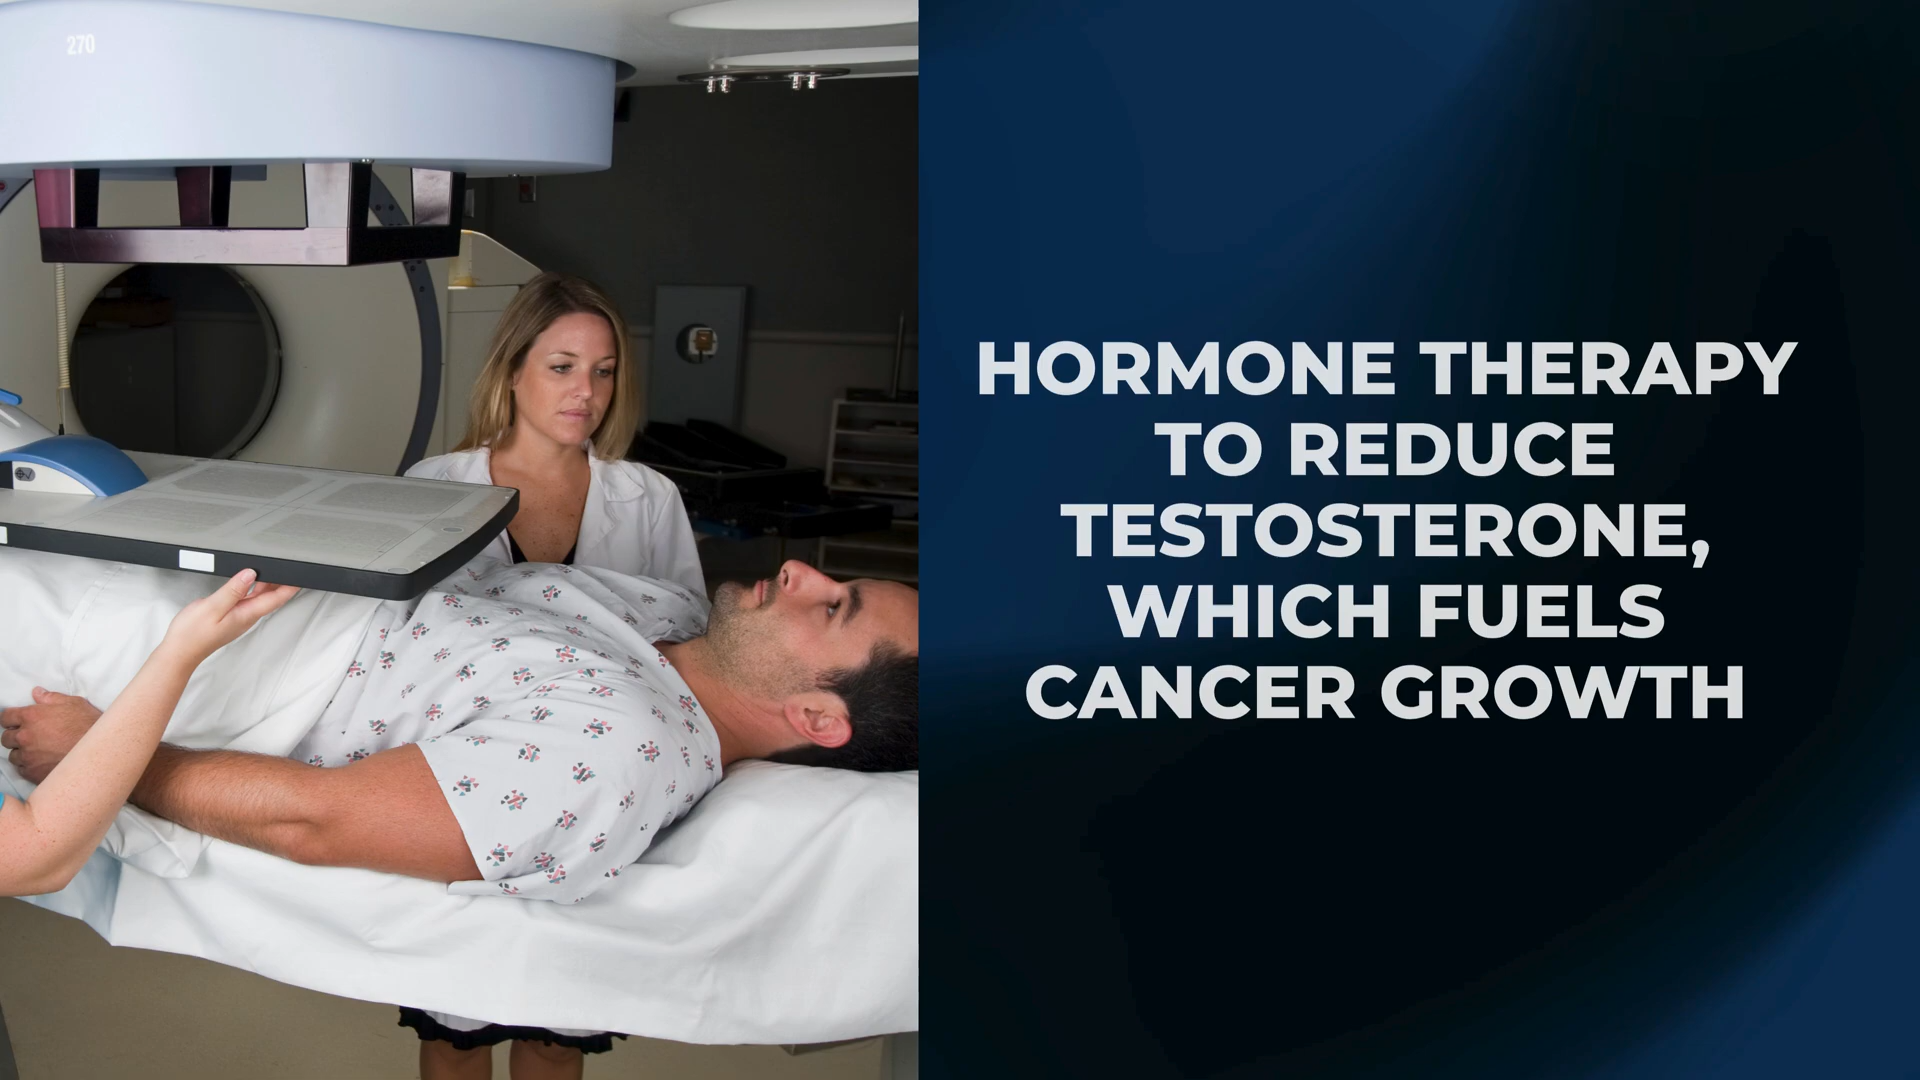 270
HORMONE THERAPY
TO REDUCE
TESTOSTERONE,
WHICH FUELS
CANCER GROWTH